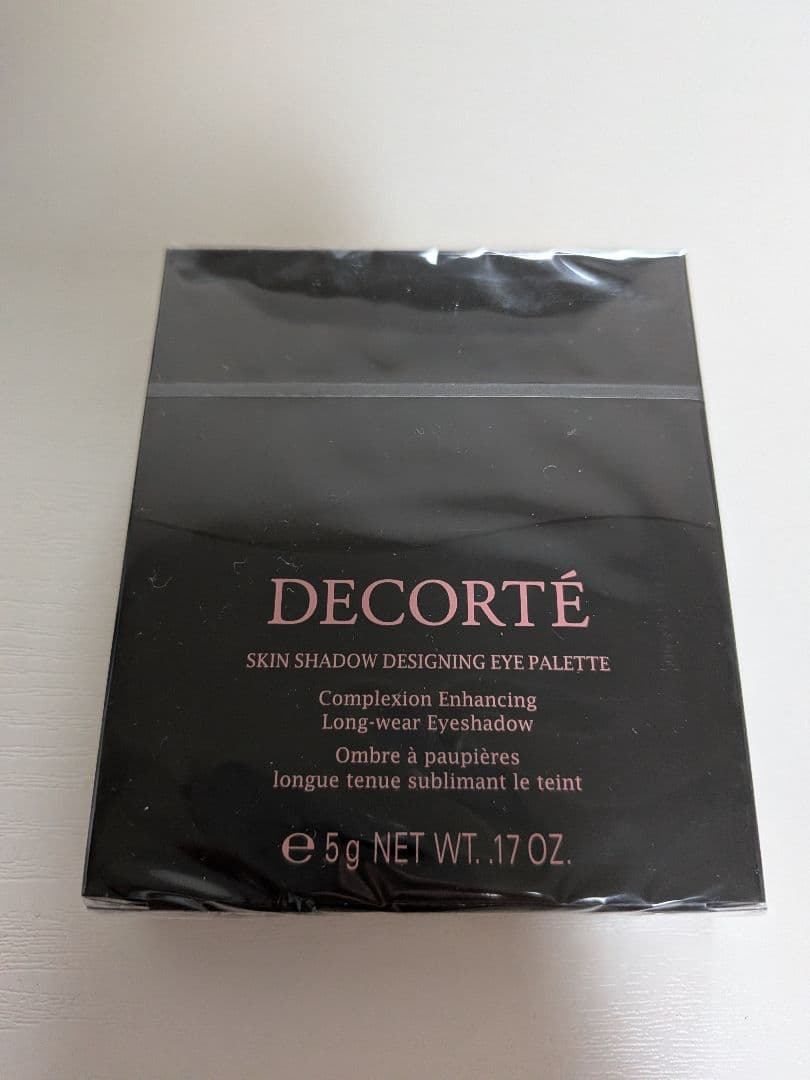 DECORTÉ
SKIN SHADOW DESIGNING EYE PALETTE
Complexion Enhancing
Long-wear Eyeshadow
Ombre à paupières
longue tenue sublimant le teint
℮ 5g NET WT. .17 OZ.